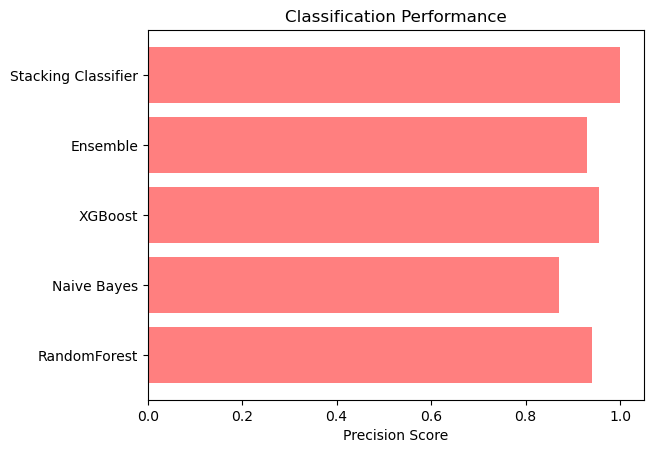 Classification Performance
Stacking Classifier
Ensemble
XGBoost
Naive Bayes
RandomForest
0.0 0.2 0.4 0.6 0.8 1.0
Precision Score